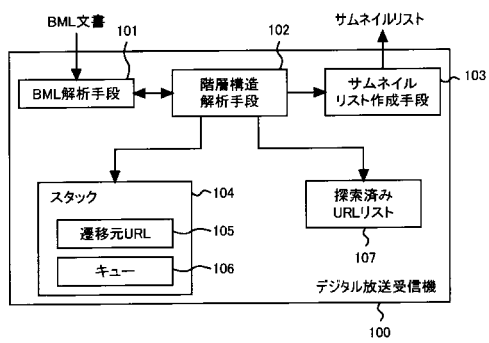 BML文書
サムネイルリスト
101
102
103
BML解析手段
階層構造
解析手段
サムネイル
リスト作成手段
スタック
104
遷移元URL
105
キュー
106
探索済み
URLリスト
107
デジタル放送受信機
100